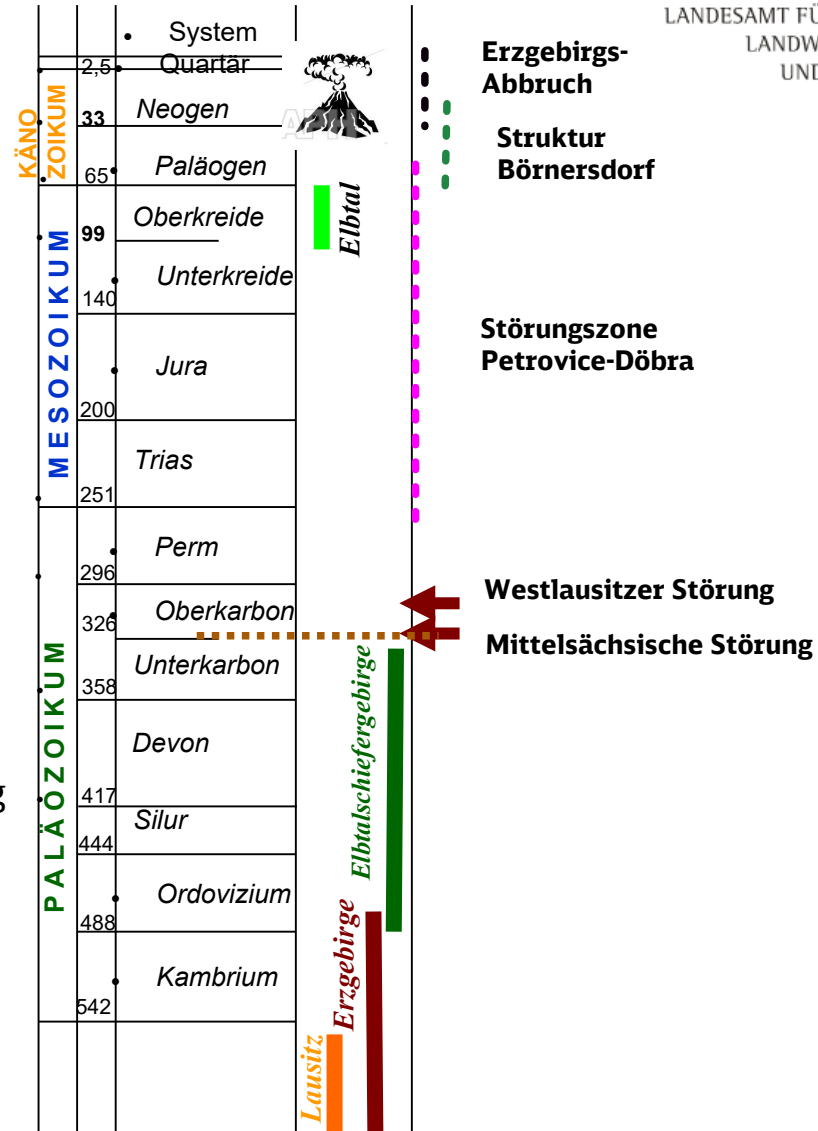 LANDESAMT FÜ
LANDW
UND
System
2,5 Quartär
Erzgebirgs-
Abbruch
33 Neogen
Struktur
Börnersdorf
KÄNO
ZOIKUM
65 Paläogen
Elbtal
99 Oberkreide
MESOZOIKUM
140 Unterkreide
Störungszone
Petrovice-Döbra
200 Jura
251 Trias
296 Perm
Westlausitzer Störung
326 Oberkarbon
Mittelsächsische Störung
PALÄOZOIKUM
358 Unterkarbon
Elbtalschiefergebirge
Devon
417
g
Silur
444
Ordovizium
488
Erzgebirge
Kambrium
542
Lausitz